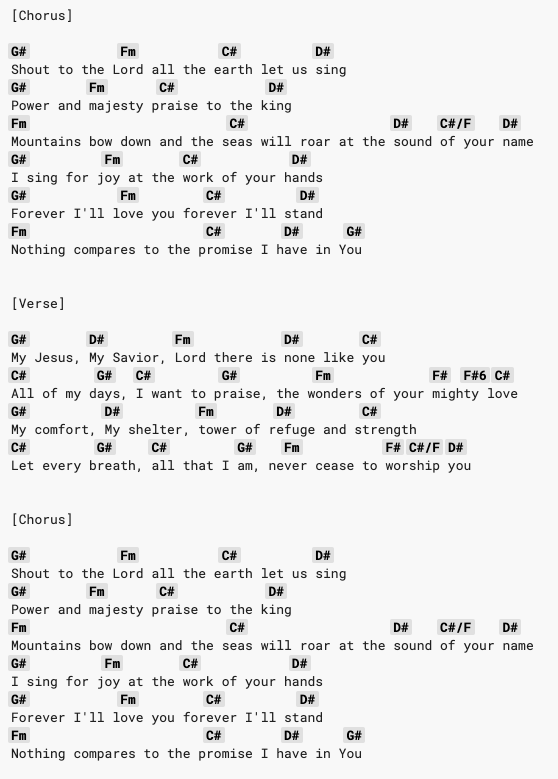 [Chorus]
G# Fm C# D#
Shout to the Lord all the earth let us sing
G# Fm C# D#
Power and majesty praise to the king
Fm C# D# C#/F D#
Mountains bow down and the seas will roar at the sound of your name
G# Fm C# D#
I sing for joy at the work of your hands
G# Fm C# D#
Forever I'll love you forever I'll stand
Fm C# D# G#
Nothing compares to the promise I have in You
[Verse]
G# D# Fm D# C#
My Jesus, My Savior, Lord there is none like you
C# G# C# G# Fm F# F#6 C#
All of my days, I want to praise, the wonders of your mighty love
G# D# Fm D# C#
My comfort, My shelter, tower of refuge and strength
C# G# C# G# Fm F# C#/F D#
Let every breath, all that I am, never cease to worship you
[Chorus]
G# Fm C# D#
Shout to the Lord all the earth let us sing
G# Fm C# D#
Power and majesty praise to the king
Fm C# D# C#/F D#
Mountains bow down and the seas will roar at the sound of your name
G# Fm C# D#
I sing for joy at the work of your hands
G# Fm C# D#
Forever I'll love you forever I'll stand
Fm C# D# G#
Nothing compares to the promise I have in You